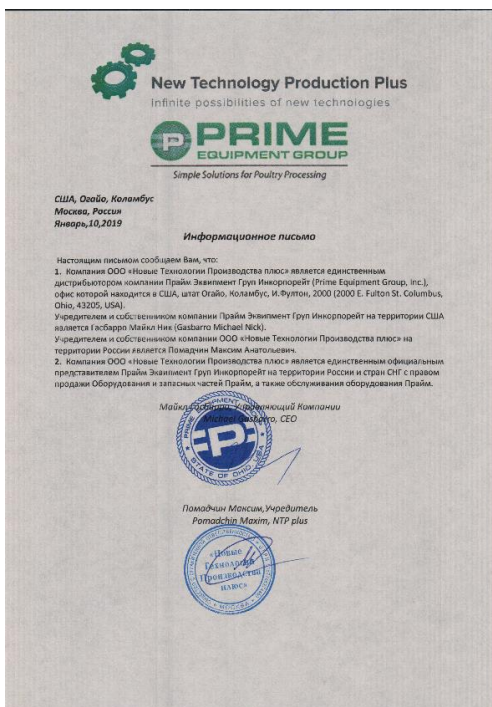 New Technology Production Plus
Infinite possibilities of new technologies
P PRIME
EQUIPMENT GROUP
Simple Solutions for Poultry Processing
США, Огайо, Коламбус
Москва, Россия
Январь,10,2019
Информационное письмо
Настоящим письмом сообщаем Вам, что:
1. Компания ООО «Новые Технологии Производства плюс» является единственным
дистрибьютором компании Прайм Эквипмент Груп Инкорпорейт (Prime Equipment Group, Inc.),
офис которой находится в США, штат Огайо, Коламбус, И.Фултон, 2000 (2000 E. Fulton St. Columbus,
Ohio, 43205, USA).
Учредителем и собственником компании Прайм Эквипмент Груп Инкорпорейт на территории США
является Гасбарро Майкл Ник (Gasbarro Michael Nick).
Учредителем и собственником компании ООО «Новые Технологии Производства плюс» на
территории России является Помадчин Максим Анатольевич.
2. Компания ООО «Новые Технологии Производства плюс» является единственным официальным
представителем Прайм Эквипмент Груп Инкорпорейт на территории России и стран СНГ с правом
продажи Оборудования и запасных частей Прайм, а также обслуживания оборудования Прайм.
Майкл Гасбарро, Управляющий Компании
Michael Gasbarro, CEO
PRIME EQUIPMENT
P
STATE OF OHIO, USA
Помадчин Максим,Учредитель
Pomadchin Maxim, NTP plus
«Новые
Технологии
Производства
плюс»
МОСКВА